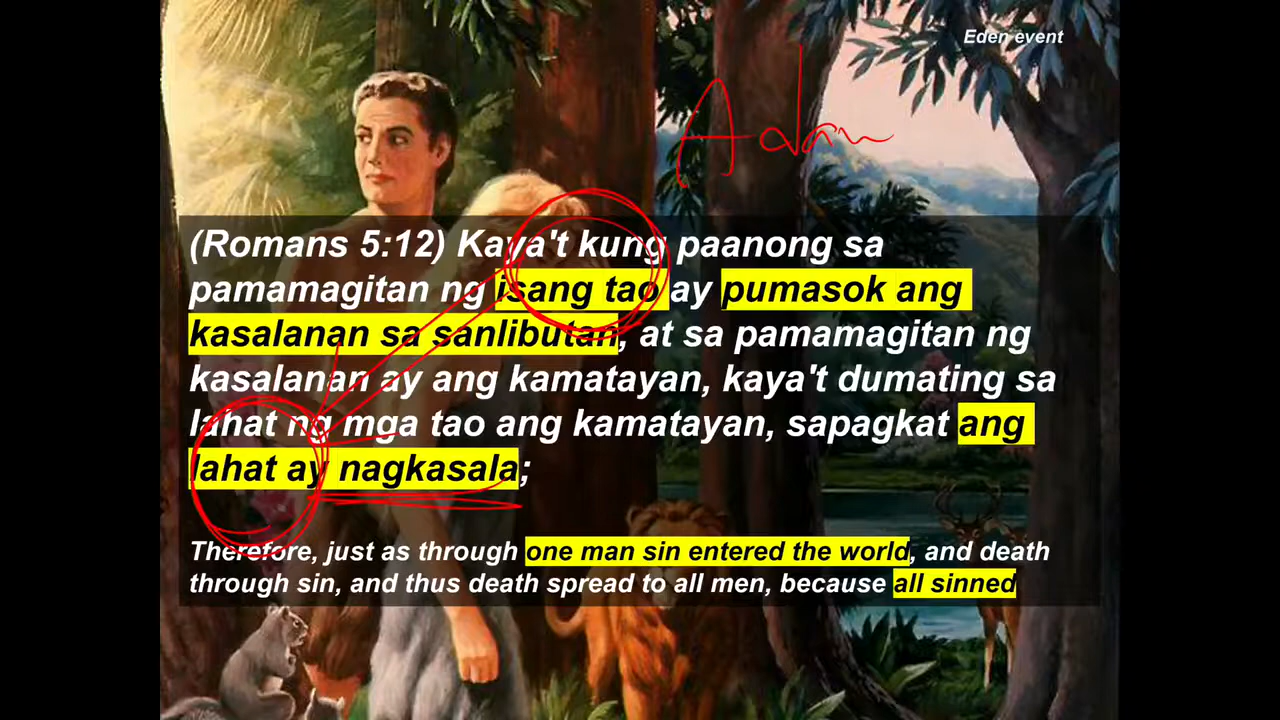 Eden event
Adam
(Romans 5:12) Kaya't kung paanong sa
pamamagitan ng isang tao ay pumasok ang
kasalanan sa sanlibutan, at sa pamamagitan ng
kasalanan ay ang kamatayan, kaya't dumating sa
lahat ng mga tao ang kamatayan, sapagkat ang
lahat ay nagkasala;
Therefore, just as through one man sin entered the world, and death
through sin, and thus death spread to all men, because all sinned